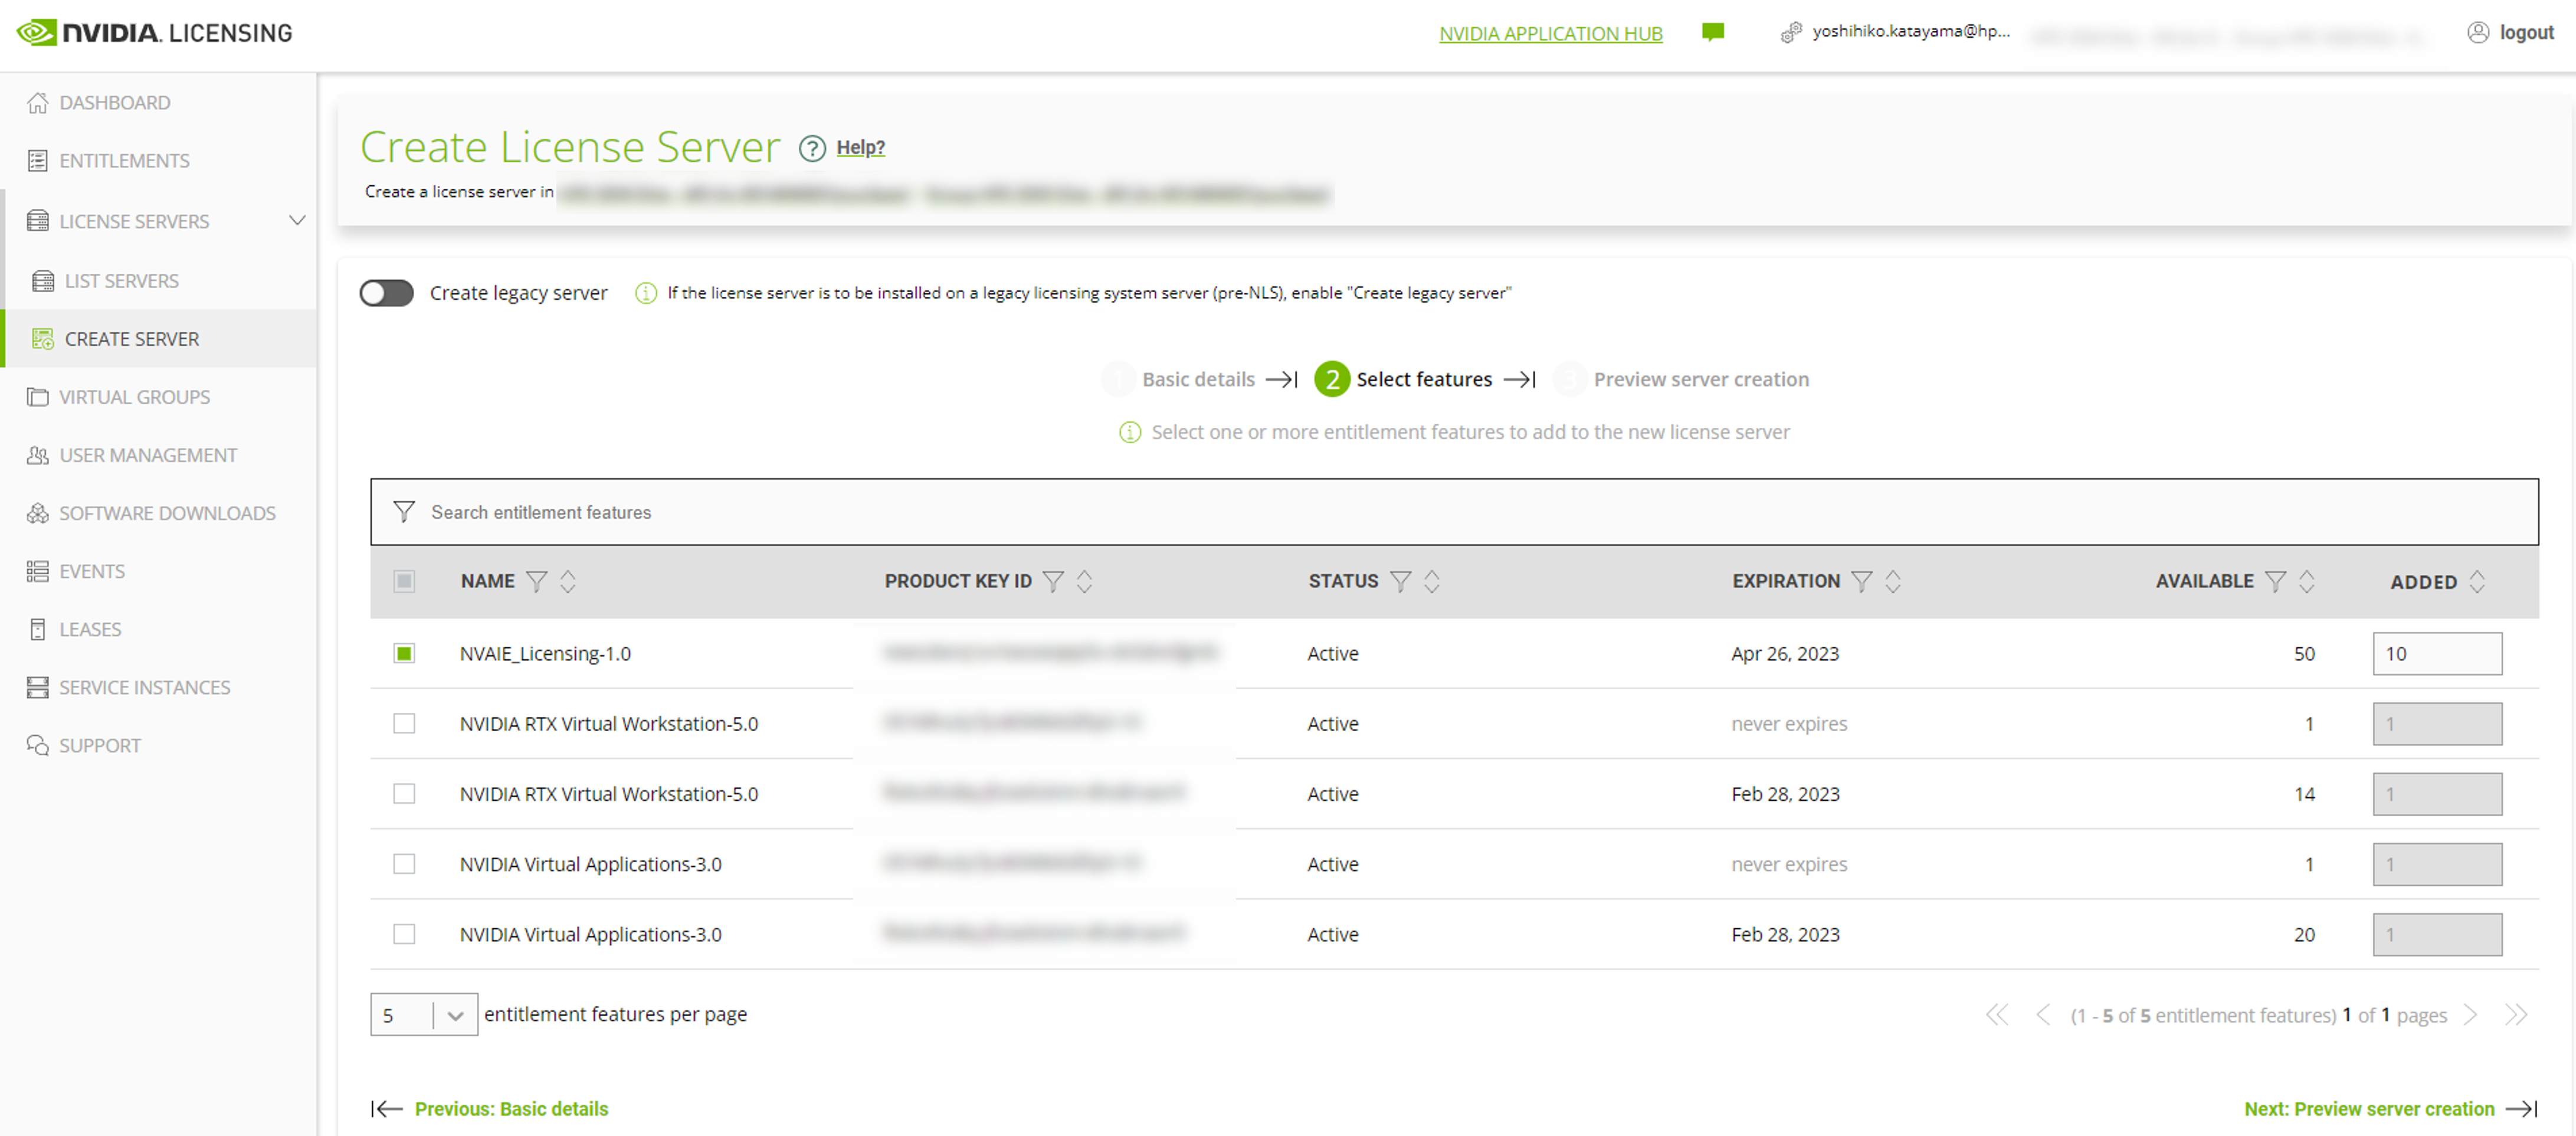 NVIDIA. LICENSING
NVIDIA APPLICATION HUB
yoshihiko.katayama@hp...
logout
DASHBOARD
ENTITLEMENTS
LICENSE SERVERS
LIST SERVERS
CREATE SERVER
VIRTUAL GROUPS
USER MANAGEMENT
SOFTWARE DOWNLOADS
EVENTS
LEASES
SERVICE INSTANCES
SUPPORT
Create License Server ? Help?
Create a license server in
Create legacy server i If the license server is to be installed on a legacy licensing system server (pre-NLS), enable "Create legacy server"
1 Basic details 2 Select features 3 Preview server creation
i Select one or more entitlement features to add to the new license server
Search entitlement features
NAME PRODUCT KEY ID STATUS EXPIRATION AVAILABLE ADDED
NVAIE_Licensing-1.0 Active Apr 26, 2023 50 10
NVIDIA RTX Virtual Workstation-5.0 Active never expires 1 1
NVIDIA RTX Virtual Workstation-5.0 Active Feb 28, 2023 14 1
NVIDIA Virtual Applications-3.0 Active never expires 1 1
NVIDIA Virtual Applications-3.0 Active Feb 28, 2023 20 1
5 entitlement features per page
(1 - 5 of 5 entitlement features) 1 of 1 pages
Previous: Basic details
Next: Preview server creation